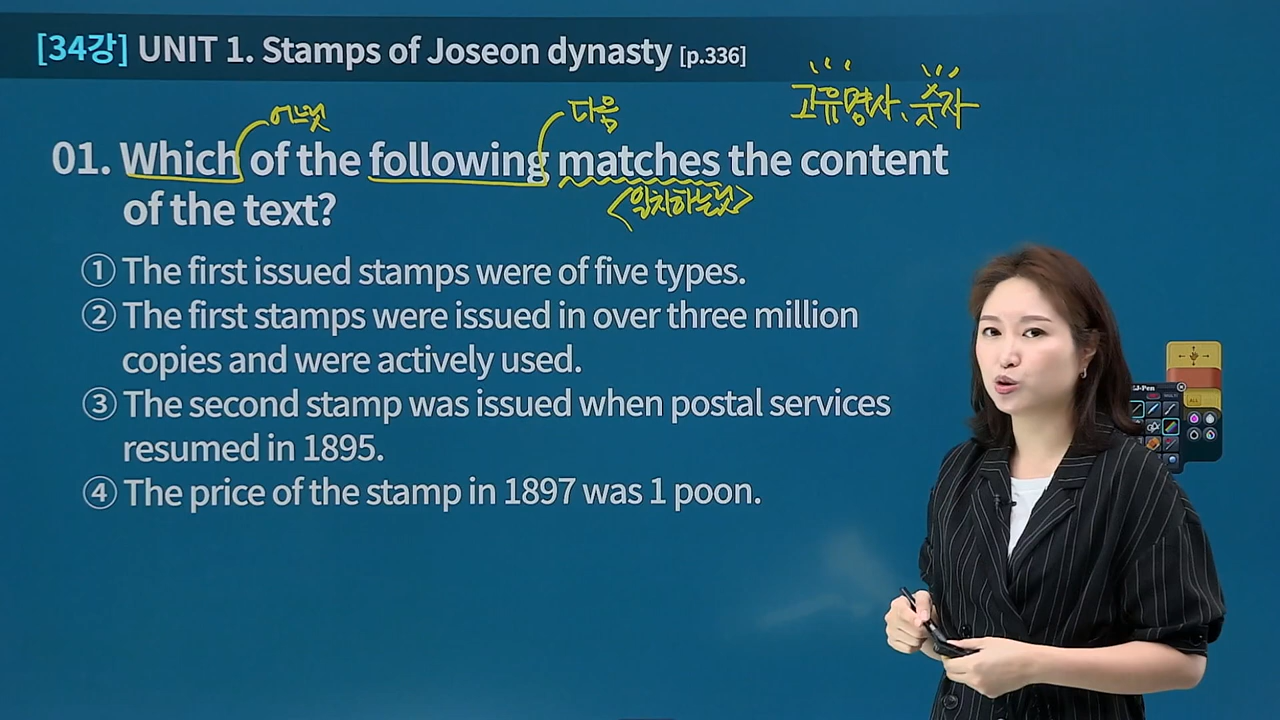 [34강] UNIT 1. Stamps of Joseon dynasty [p.336]
고유명사, 숫자
어느것
다음
01. Which of the following matches the content
of the text?
<일치하는것>
① The first issued stamps were of five types.
② The first stamps were issued in over three million
copies and were actively used.
③ The second stamp was issued when postal services
resumed in 1895.
④ The price of the stamp in 1897 was 1 poon.
ALL